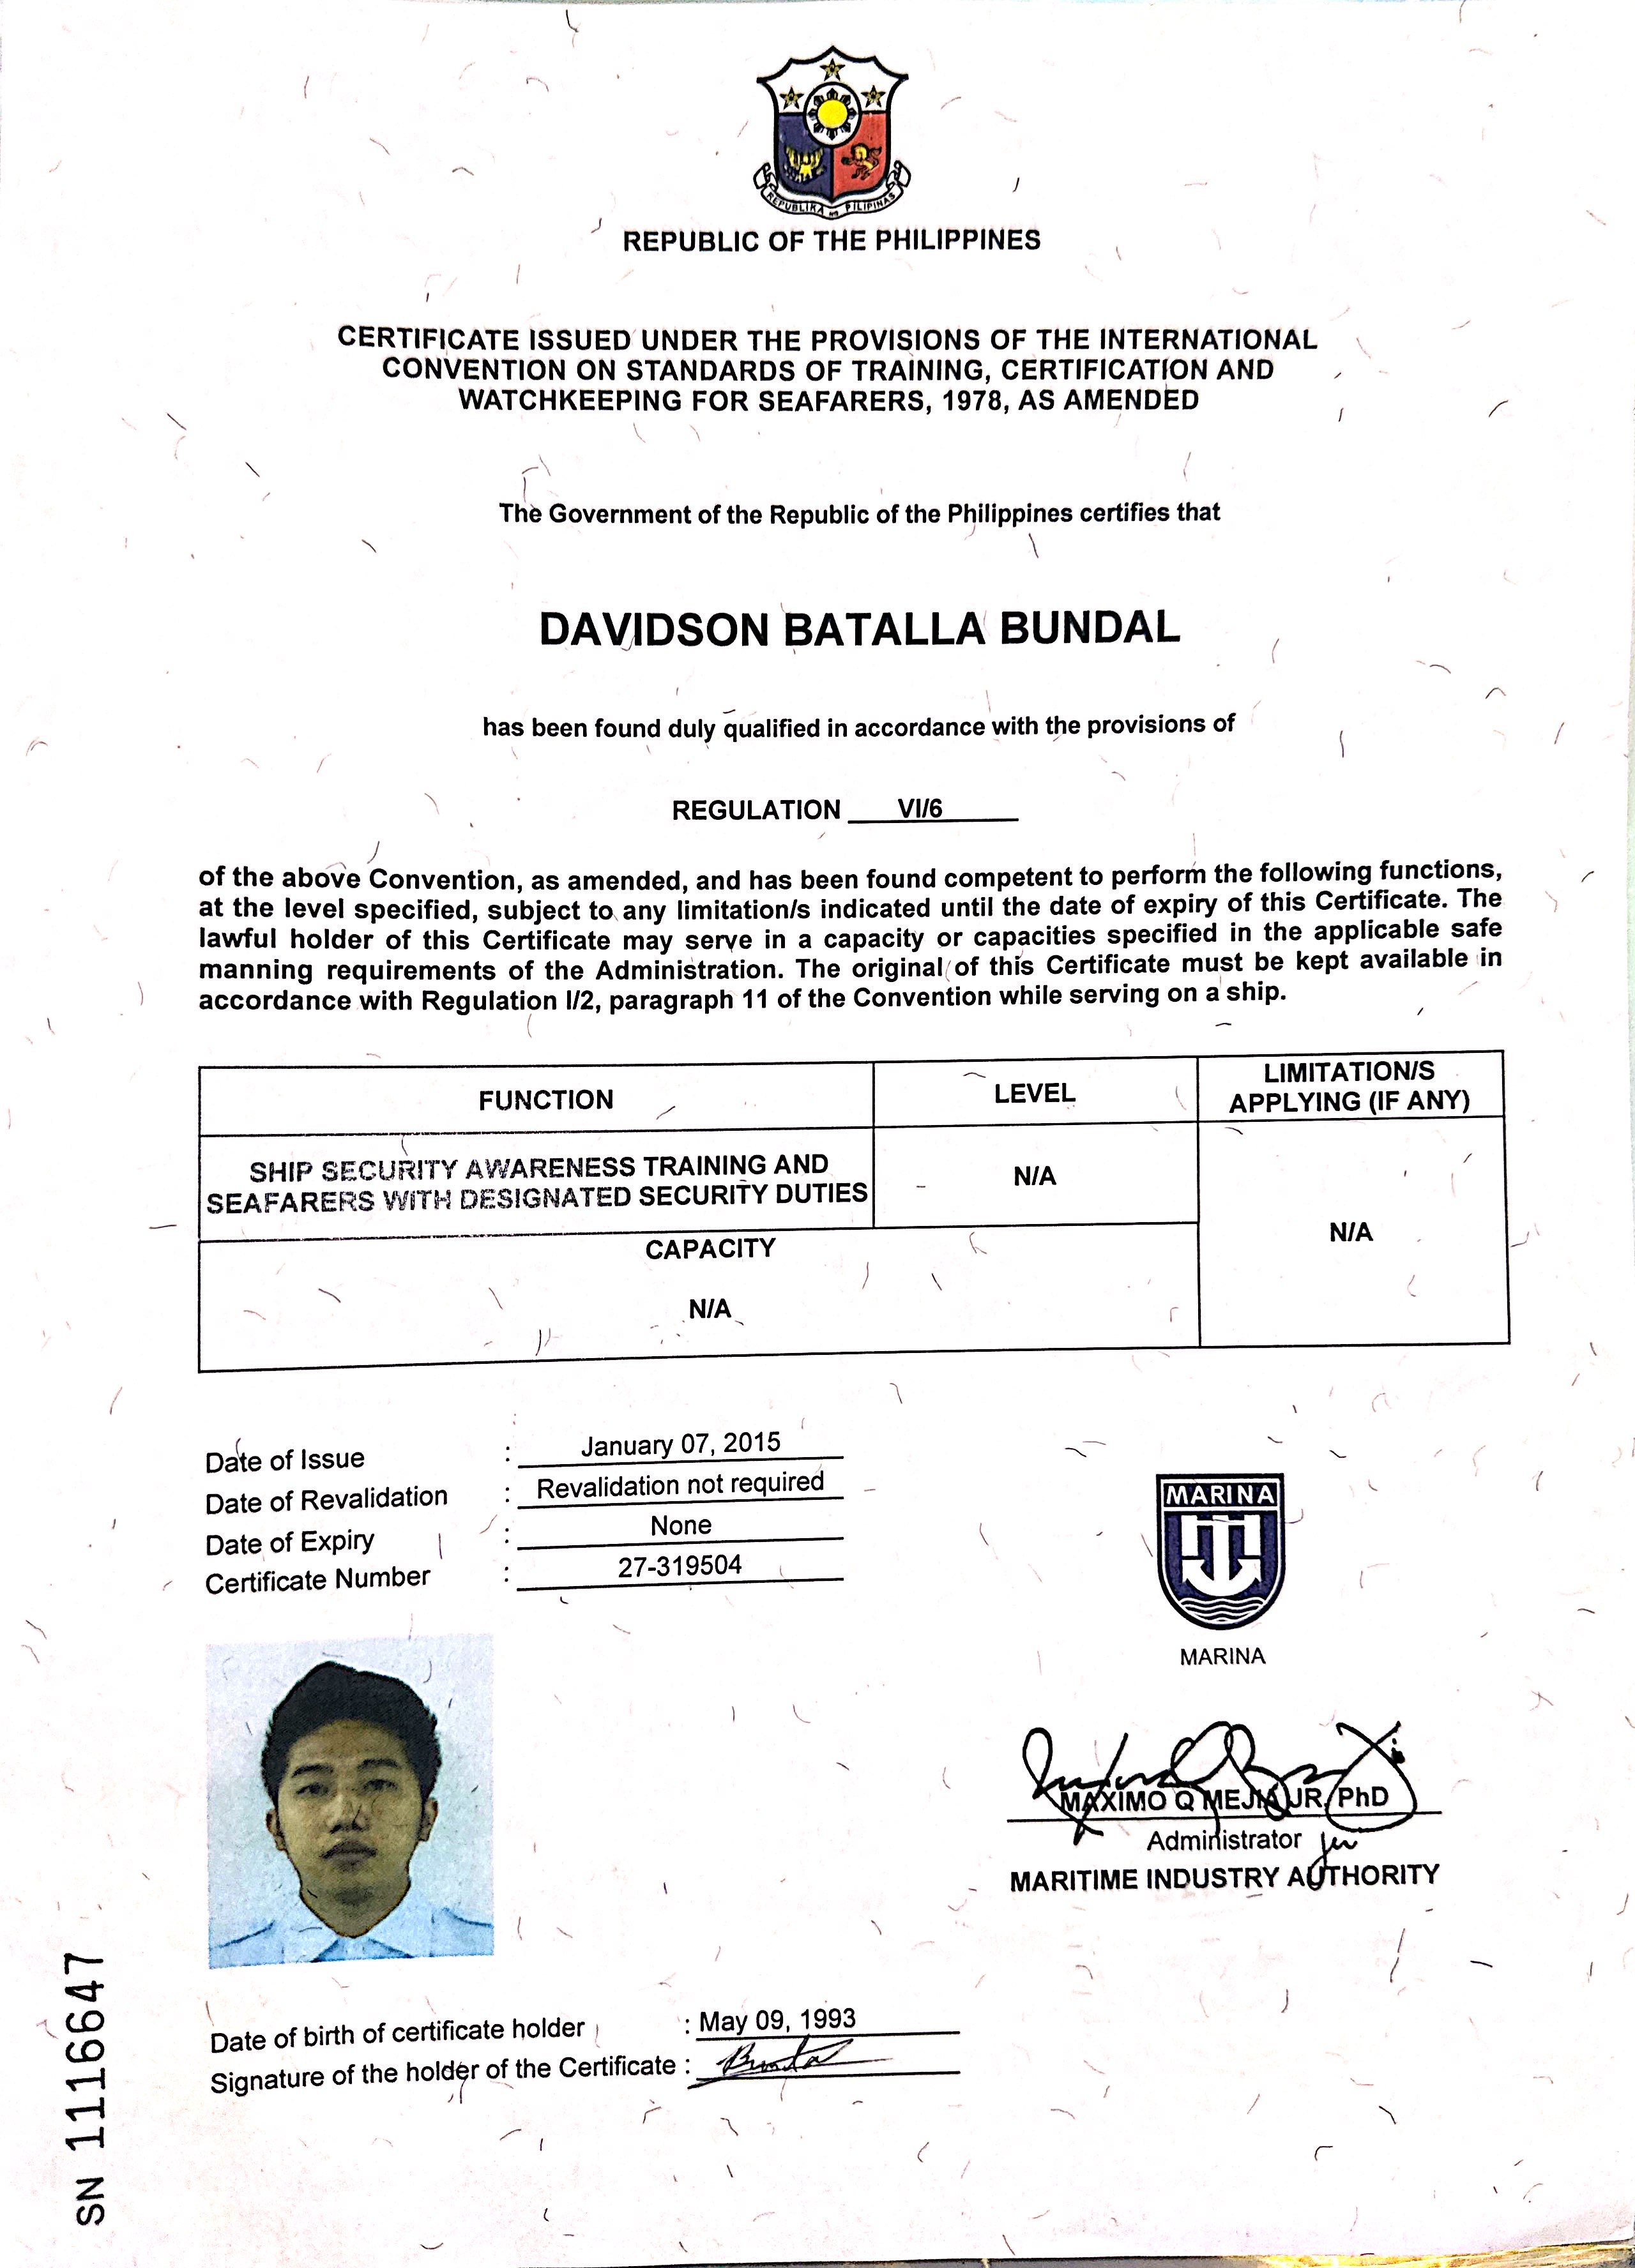 REPUBLIKA NG PILIPINAS
REPUBLIC OF THE PHILIPPINES
CERTIFICATE ISSUED UNDER THE PROVISIONS OF THE INTERNATIONAL
CONVENTION ON STANDARDS OF TRAINING, CERTIFICATION AND
WATCHKEEPING FOR SEAFARERS, 1978, AS AMENDED
The Government of the Republic of the Philippines certifies that
DAVIDSON BATALLA BUNDAL
has been found duly qualified in accordance with the provisions of
REGULATION VI/6
of the above Convention, as amended, and has been found competent to perform the following functions,
at the level specified, subject to any limitation/s indicated until the date of expiry of this Certificate. The
lawful holder of this Certificate may serve in a capacity or capacities specified in the applicable safe
manning requirements of the Administration. The original of this Certificate must be kept available in
accordance with Regulation I/2, paragraph 11 of the Convention while serving on a ship.
FUNCTION LEVEL LIMITATION/S
APPLYING (IF ANY)
SHIP SECURITY AWARENESS TRAINING AND
SEAFARERS WITH DESIGNATED SECURITY DUTIES
N/A
N/A
CAPACITY
N/A
Date of Issue : January 07, 2015
Date of Revalidation : Revalidation not required
Date of Expiry : None
Certificate Number : 27-319504
MARINA
MARINA
MAXIMO Q MEJIA JR, PhD
Administrator
MARITIME INDUSTRY AUTHORITY
Date of birth of certificate holder : May 09, 1993
Signature of the holder of the Certificate :
SN 1116647